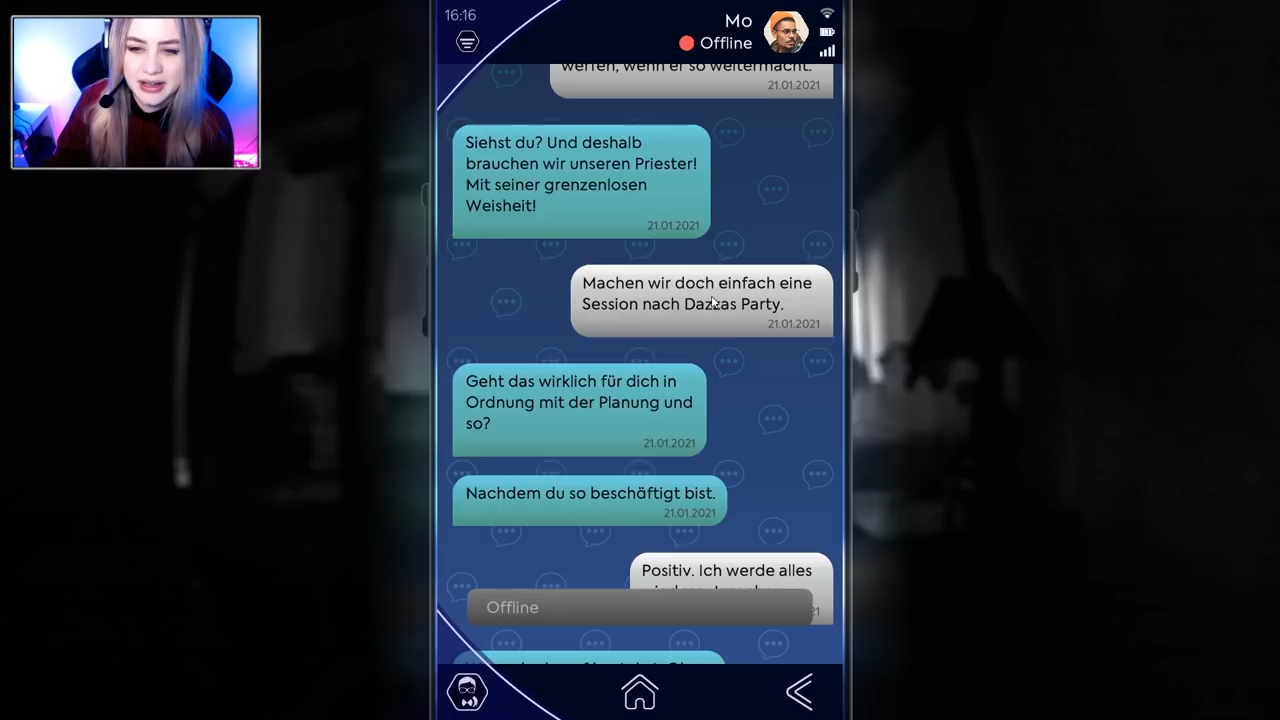 16:16
Mo
Offline
werfen, wenn er so weitermacht.
21.01.2021
Siehst du? Und deshalb
brauchen wir unseren Priester!
Mit seiner grenzenlosen
Weisheit!
21.01.2021
Machen wir doch einfach eine
Session nach Dazkas Party.
21.01.2021
Geht das wirklich für dich in
Ordnung mit der Planung und
so?
21.01.2021
Nachdem du so beschäftigt bist.
21.01.2021
Positiv. Ich werde alles
Offline